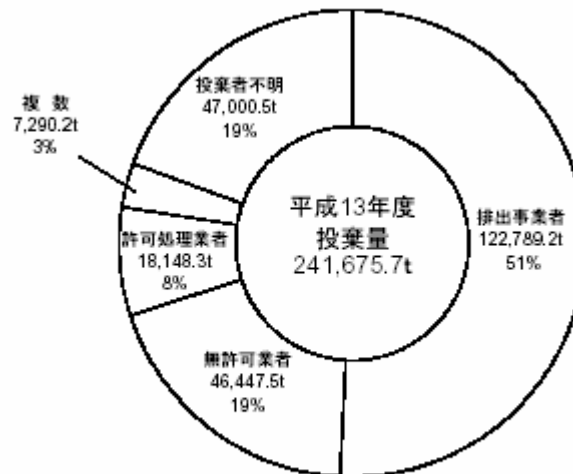 投棄者不明
47,000.5t
19%
複 数
7,290.2t
3%
許可処理業者
18,148.3t
8%
無許可業者
46,447.5t
19%
平成13年度
投棄量
241,675.7t
排出事業者
122,789.2t
51%